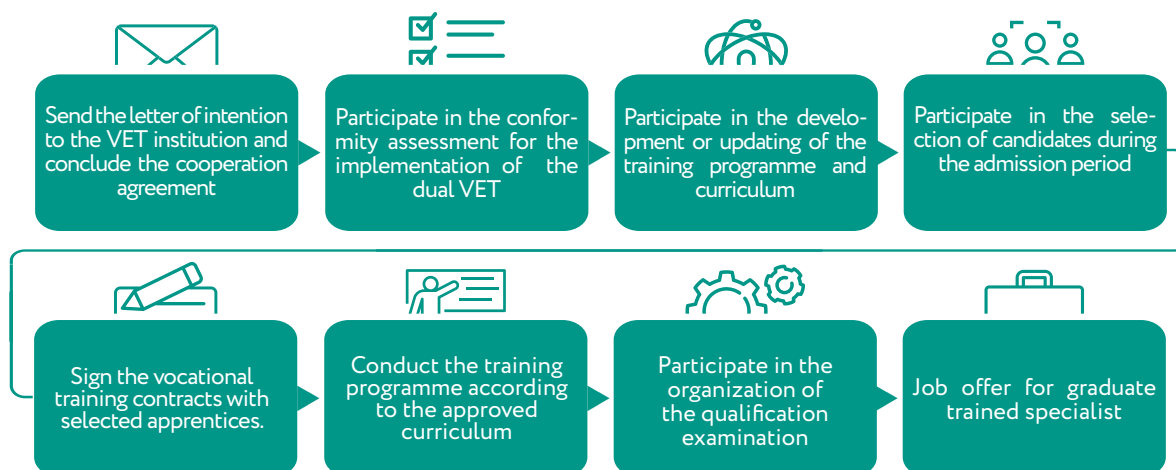 Send the letter of intention
to the VET institution and
conclude the cooperation
agreement
Participate in the confor-
mity assessment for the
implementation of the
dual VET
Participate in the develo-
pment or updating of the
training programme and
curriculum
Participate in the sele-
ction of candidates during
the admission period
Sign the vocational
training contracts with
selected apprentices.
Conduct the training
programme according
to the approved
curriculum
Participate in the
organization of
the qualification
examination
Job offer for graduate
trained specialist